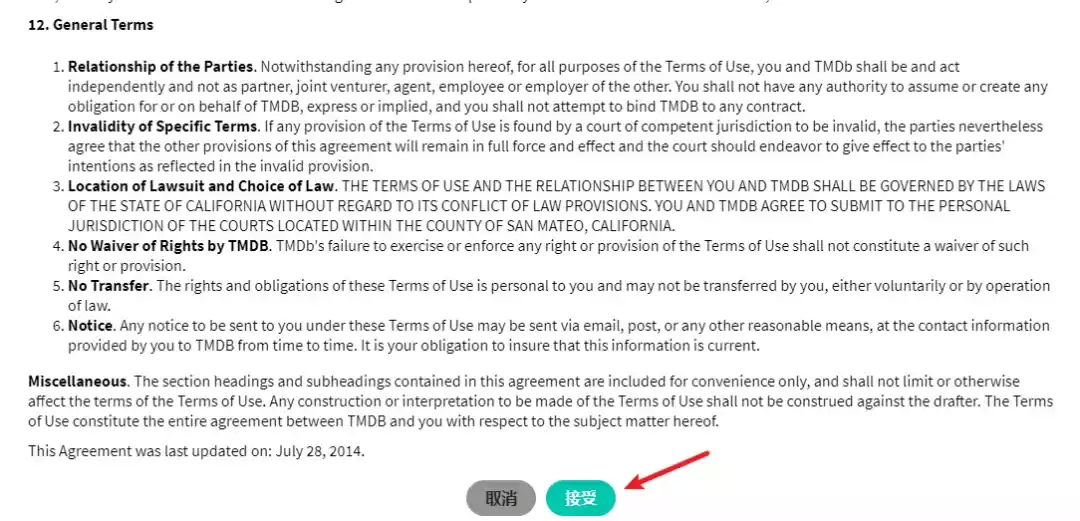 12. General Terms
1. Relationship of the Parties. Notwithstanding any provision hereof, for all purposes of the Terms of Use, you and TMDb shall be and act
independently and not as partner, joint venturer, agent, employee or employer of the other. You shall not have any authority to assume or create any
obligation for or on behalf of TMDB, express or implied, and you shall not attempt to bind TMDB to any contract.
2. Invalidity of Specific Terms. If any provision of the Terms of Use is found by a court of competent jurisdiction to be invalid, the parties nevertheless
agree that the other provisions of this agreement will remain in full force and effect and the court should endeavor to give effect to the parties'
intentions as reflected in the invalid provision.
3. Location of Lawsuit and Choice of Law. THE TERMS OF USE AND THE RELATIONSHIP BETWEEN YOU AND TMDB SHALL BE GOVERNED BY THE LAWS
OF THE STATE OF CALIFORNIA WITHOUT REGARD TO ITS CONFLICT OF LAW PROVISIONS. YOU AND TMDB AGREE TO SUBMIT TO THE PERSONAL
JURISDICTION OF THE COURTS LOCATED WITHIN THE COUNTY OF SAN MATEO, CALIFORNIA.
4. No Waiver of Rights by TMDB. TMDb's failure to exercise or enforce any right or provision of the Terms of Use shall not constitute a waiver of such
right or provision.
5. No Transfer. The rights and obligations of these Terms of Use is personal to you and may not be transferred by you, either voluntarily or by operation
of law.
6. Notice. Any notice to be sent to you under these Terms of Use may be sent via email, post, or any other reasonable means, at the contact information
provided by you to TMDB from time to time. It is your obligation to insure that this information is current.
Miscellaneous. The section headings and subheadings contained in this agreement are included for convenience only, and shall not limit or otherwise
affect the terms of the Terms of Use. Any construction or interpretation to be made of the Terms of Use shall not be construed against the drafter. The Terms
of Use constitute the entire agreement between TMDB and you with respect to the subject matter hereof.
This Agreement was last updated on: July 28, 2014.
取消 接受